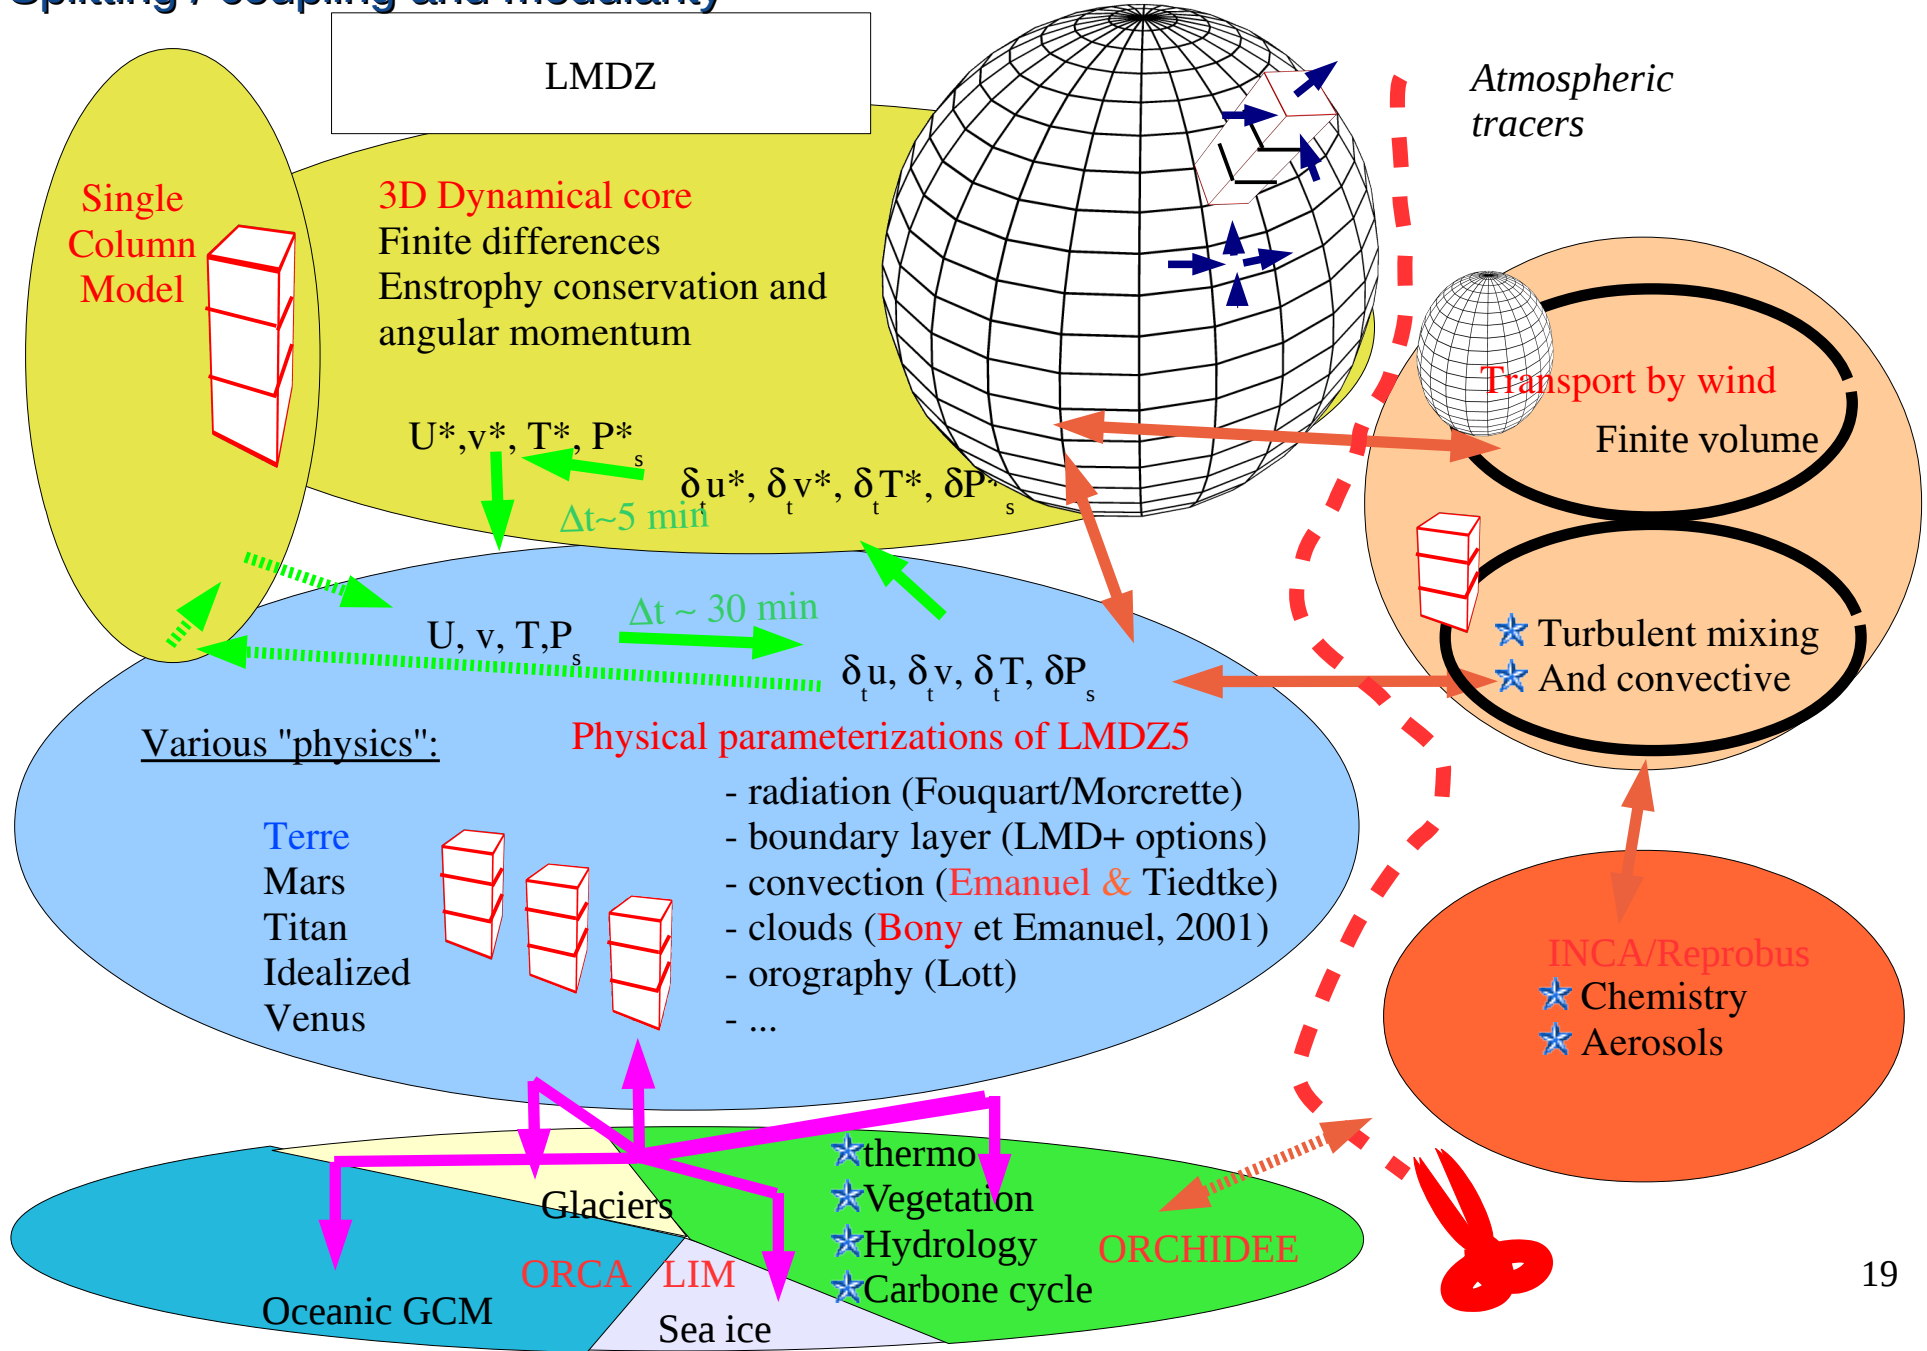 Splitting / coupling and modularity
LMDZ
Atmospheric
tracers
Single
Column
Model
3D Dynamical core
Finite differences
Enstrophy conservation and
angular momentum
U*,v*, T*, P*s
δtu*, δtv*, δtT*, δP*s
Δt~5 min
Transport by wind
Finite volume
Turbulent mixing
And convective
U, v, T,Ps
Δt ~ 30 min
δtu, δtv, δtT, δPs
Various "physics":
Terre
Mars
Titan
Idealized
Venus
Physical parameterizations of LMDZ5
- radiation (Fouquart/Morcrette)
- boundary layer (LMD+ options)
- convection (Emanuel & Tiedtke)
- clouds (Bony et Emanuel, 2001)
- orography (Lott)
- ...
INCA/Reprobus
Chemistry
Aerosols
Glaciers
thermo
Vegetation
Hydrology
Carbone cycle
ORCHIDEE
ORCA
LIM
Oceanic GCM
Sea ice
19